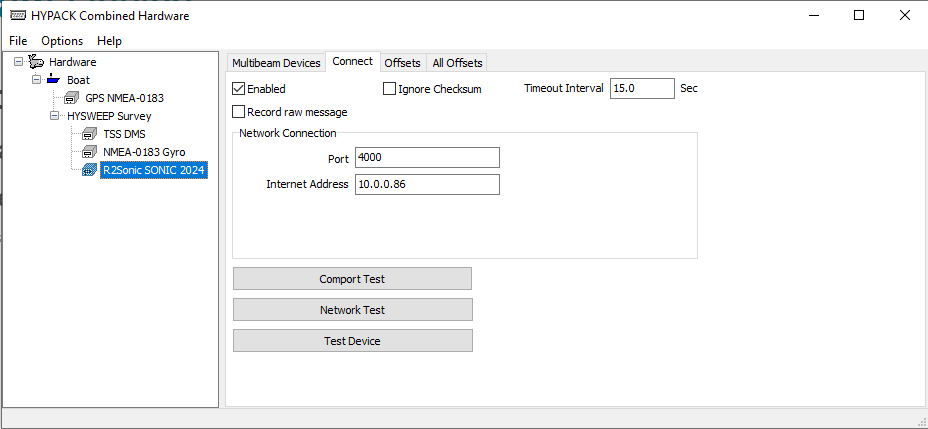 HYPACK Combined Hardware
File Options Help
Hardware
Boat
GPS NMEA-0183
HYSWEEP Survey
TSS DMS
NMEA-0183 Gyro
R2Sonic SONIC 2024
Multibeam Devices Connect Offsets All Offsets
Enabled Ignore Checksum Timeout Interval 15.0 Sec
Record raw message
Network Connection
Port 4000
Internet Address 10.0.0.86
Comport Test
Network Test
Test Device